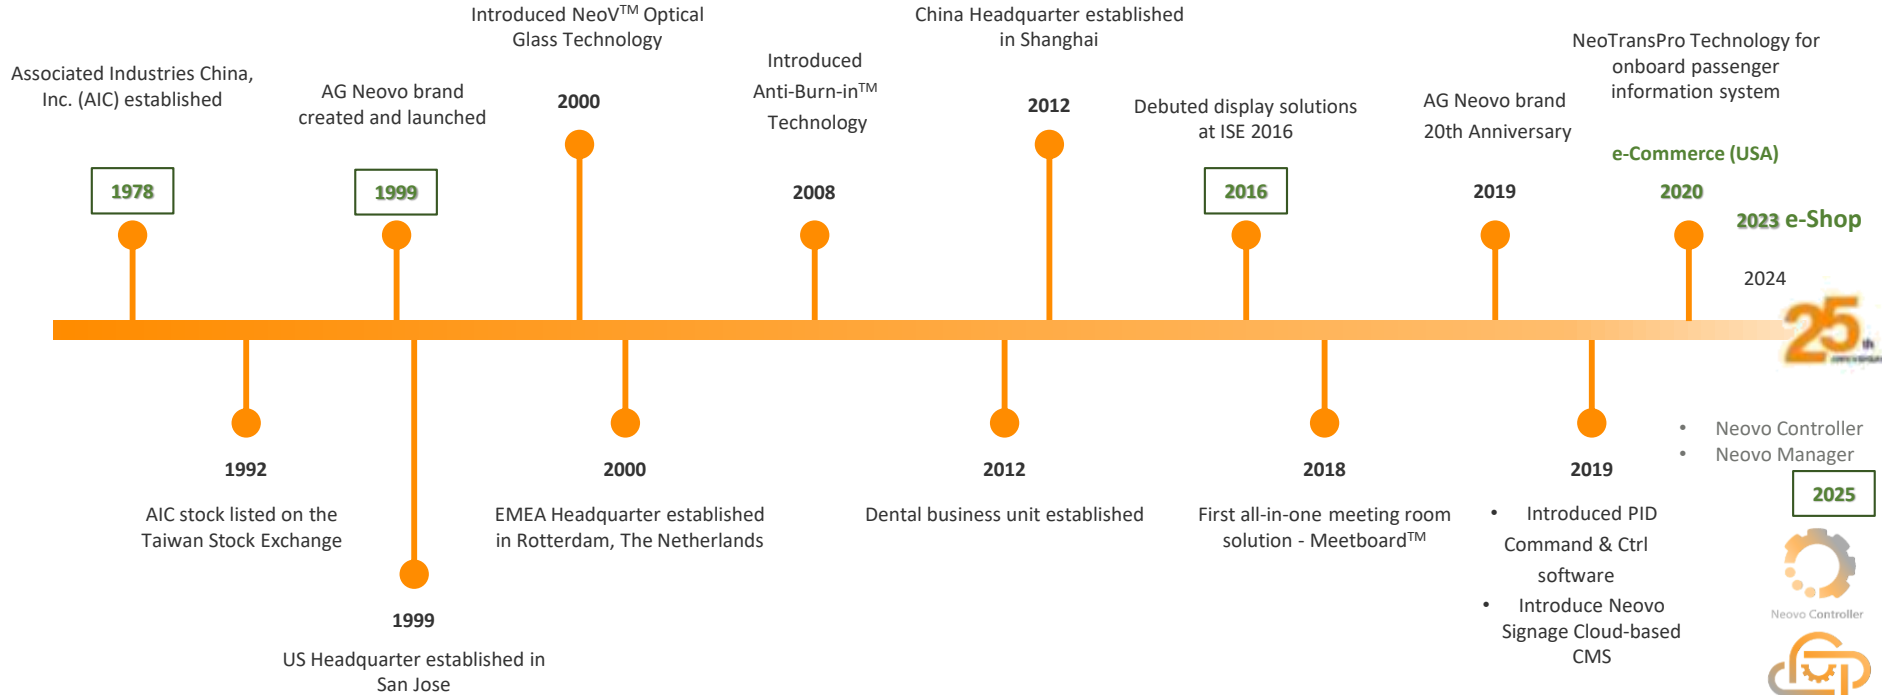 Associated Industries China,
Inc. (AIC) established
1978
AG Neovo brand
created and launched
1999
Introduced NeoV™ Optical
Glass Technology
2000
Introduced
Anti-Burn-in™
Technology
2008
China Headquarter established
in Shanghai
2012
Debuted display solutions
at ISE 2016
2016
AG Neovo brand
20th Anniversary
2019
NeoTransPro Technology for
onboard passenger
information system
e-Commerce (USA)
2020
2023 e-Shop
2024
25th
1992
AIC stock listed on the
Taiwan Stock Exchange
1999
US Headquarter established in
San Jose
2000
EMEA Headquarter established
in Rotterdam, The Netherlands
2012
Dental business unit established
2018
First all-in-one meeting room
solution - Meetboard™
2019
• Introduced PID
Command & Ctrl
software
• Introduce Neovo
Signage Cloud-based
CMS
• Neovo Controller
• Neovo Manager
2025
Neovo Controller